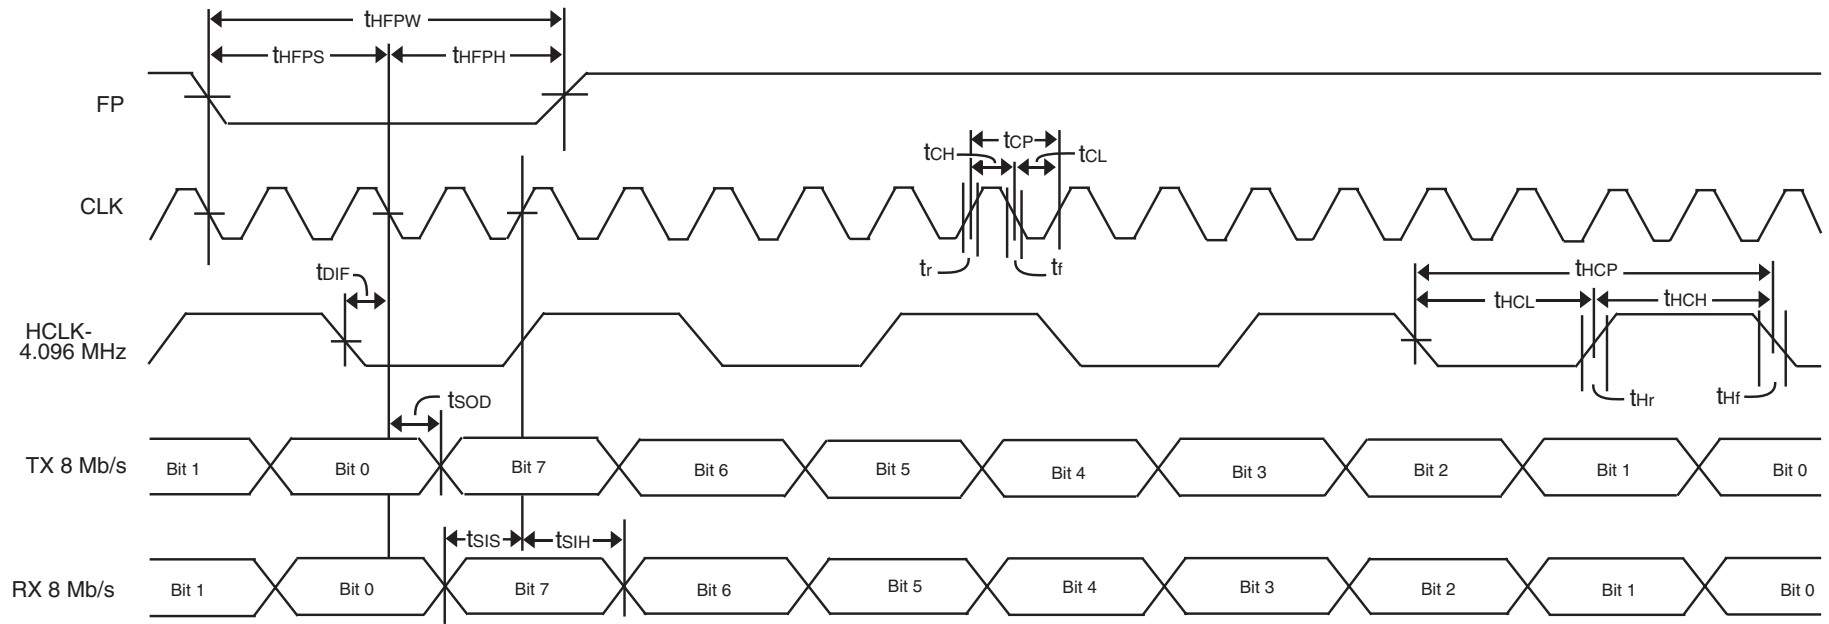 tHFPW
tHFPS tHFPH
FP
tCP
tCH tCL
CLK
tr tf
tDIF
tHCP
tHCL tHCH
HCLK-
4.096 MHz
tHr tHf
tSOD
TX 8 Mb/s Bit 1 Bit 0 Bit 7 Bit 6 Bit 5 Bit 4 Bit 3 Bit 2 Bit 1 Bit 0
tSIS tSIH
RX 8 Mb/s Bit 1 Bit 0 Bit 7 Bit 6 Bit 5 Bit 4 Bit 3 Bit 2 Bit 1 Bit 0